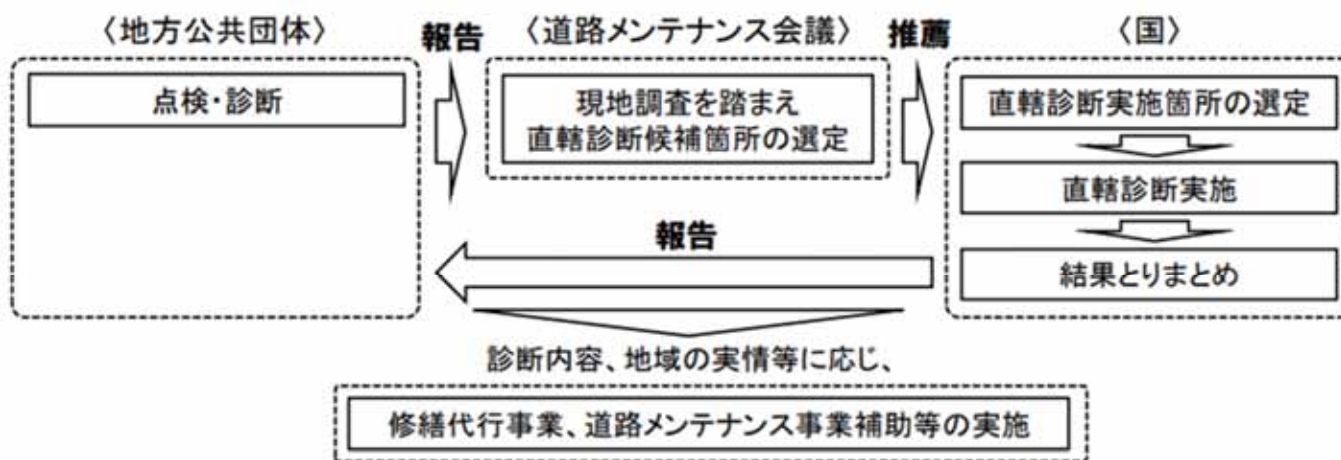 〈地方公共団体〉
報告
〈道路メンテナンス会議〉
推薦
〈国〉
点検・診断
現地調査を踏まえ
直轄診断候補箇所の選定
直轄診断実施箇所の選定
直轄診断実施
結果とりまとめ
報告
診断内容、地域の実情等に応じ、
修繕代行事業、道路メンテナンス事業補助等の実施